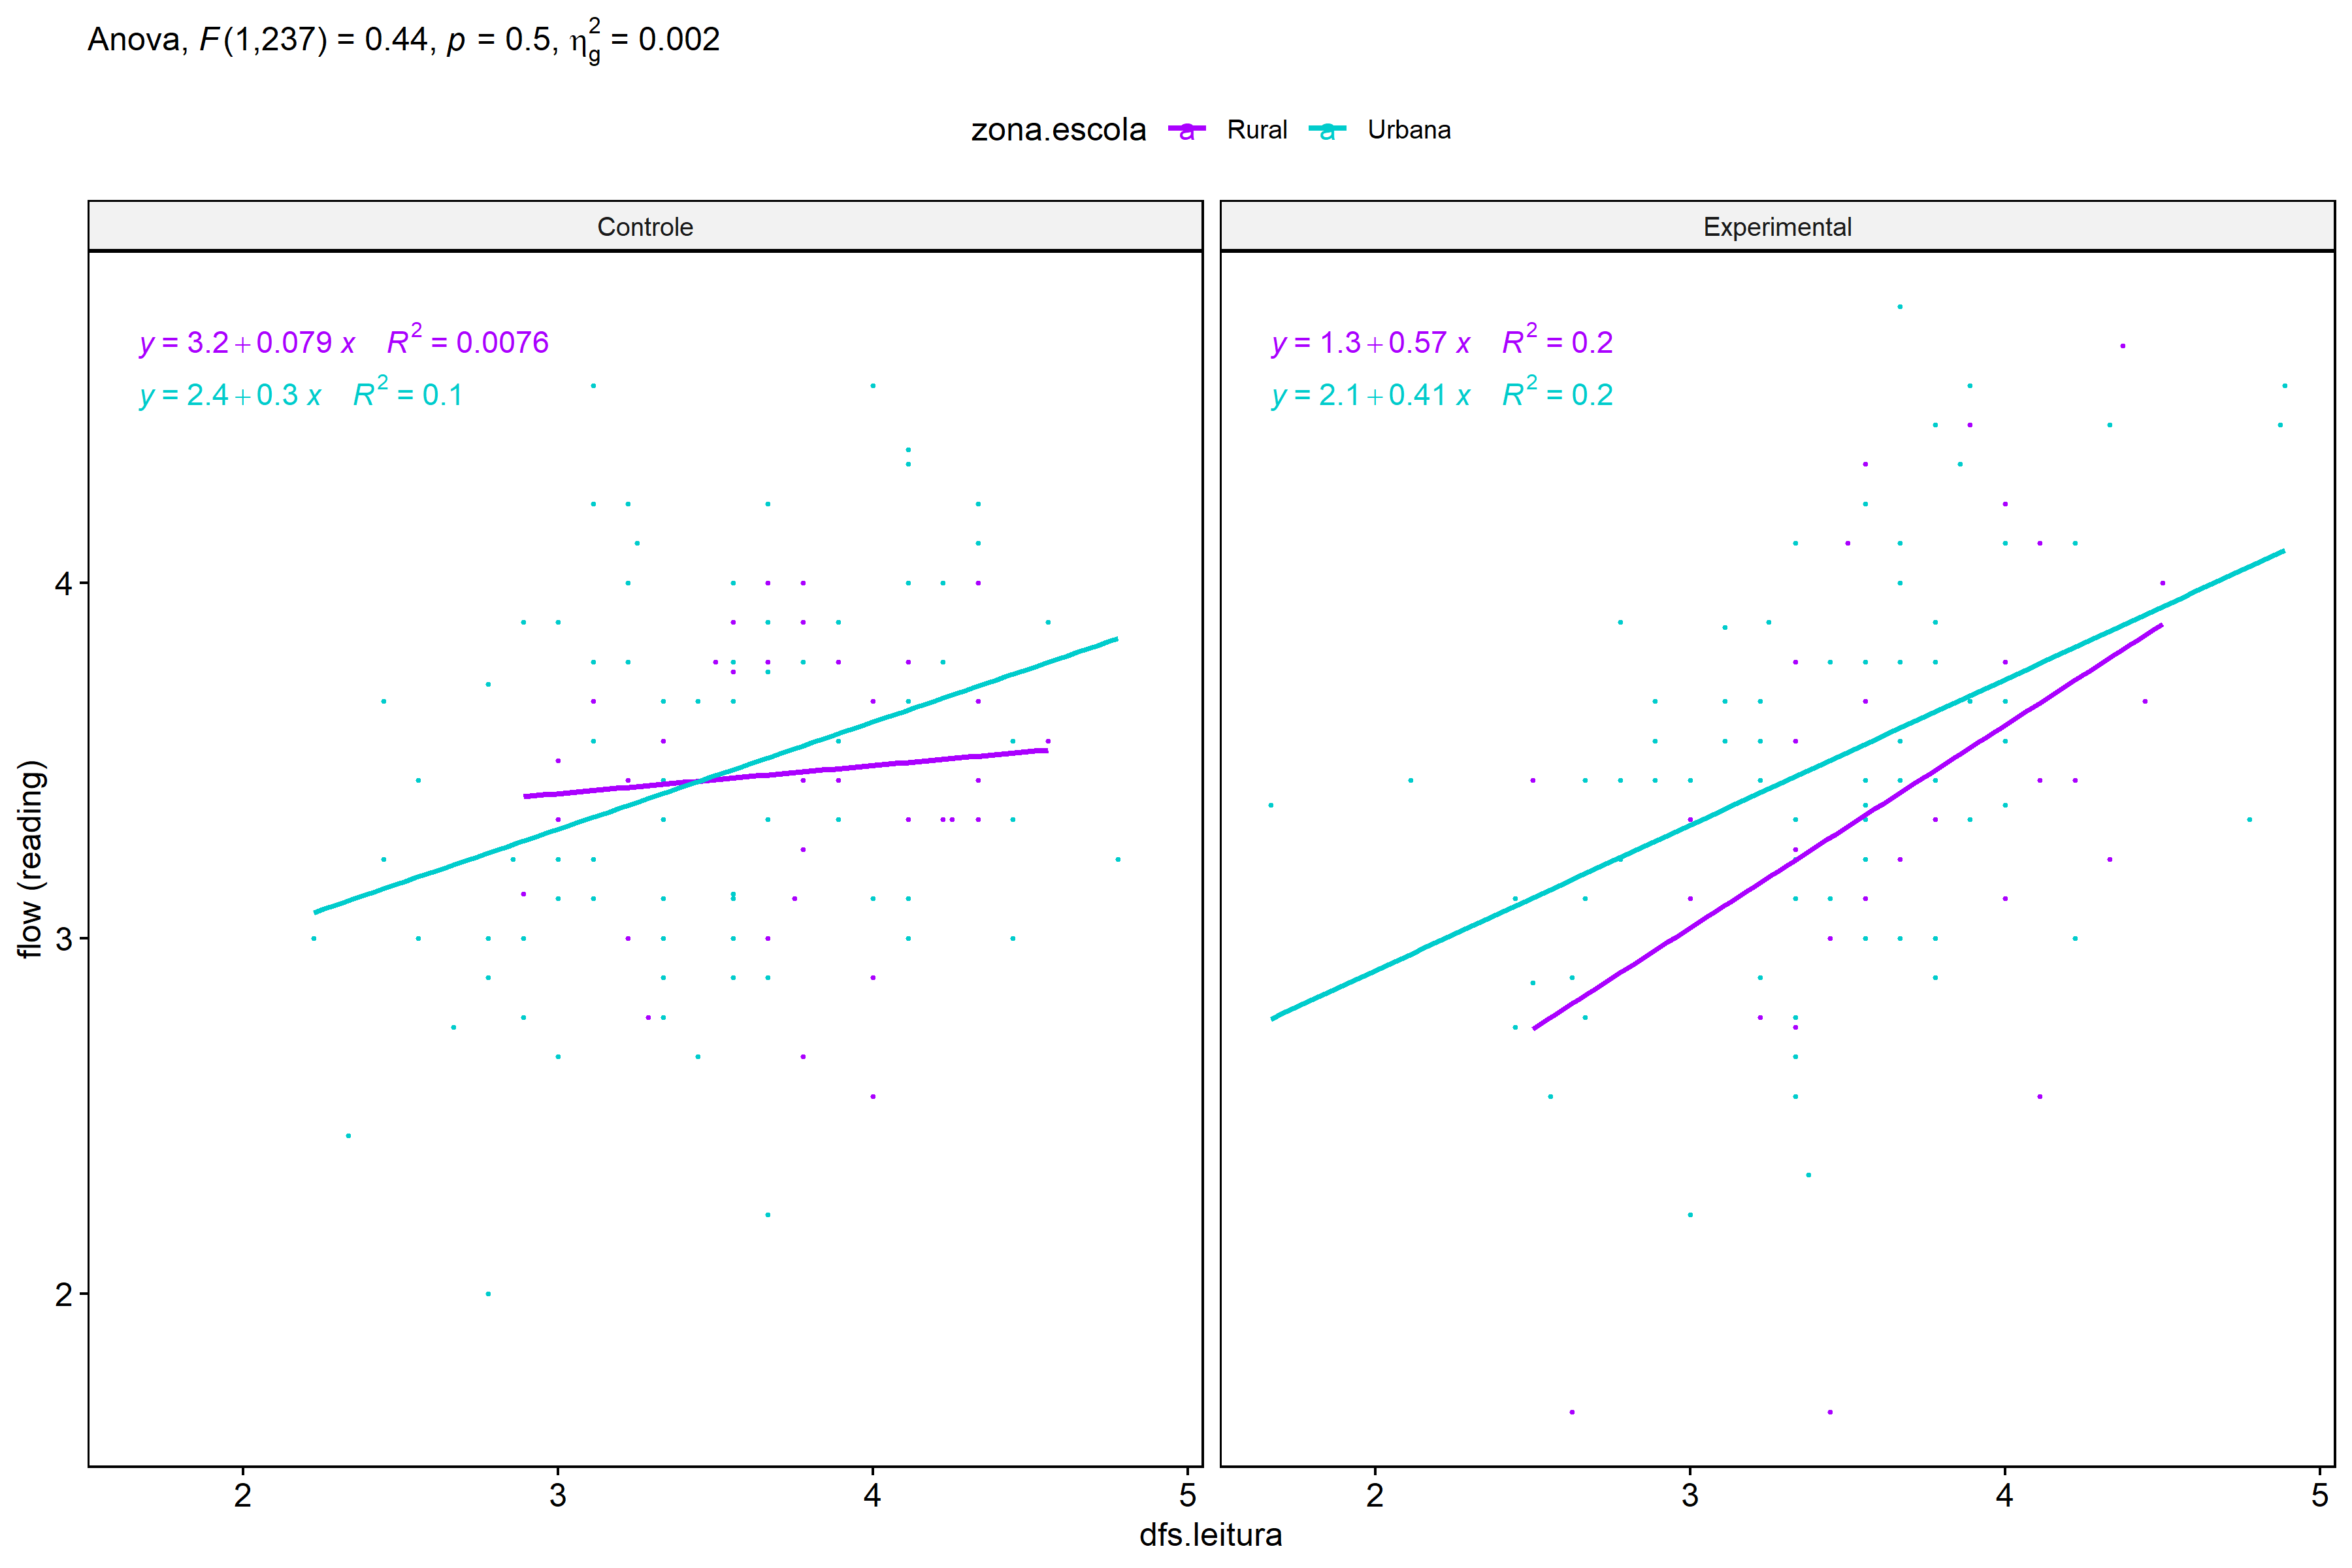 Anova, F(1,237) = 0.44, p = 0.5, η²g = 0.002
zona.escola a Rural a Urbana
Controle
Experimental
y = 3.2 + 0.079 x R² = 0.0076
y = 2.4 + 0.3 x R² = 0.1
y = 1.3 + 0.57 x R² = 0.2
y = 2.1 + 0.41 x R² = 0.2
flow (reading)
4
3
2
2 3 4 5
2 3 4 5
dfs.leitura